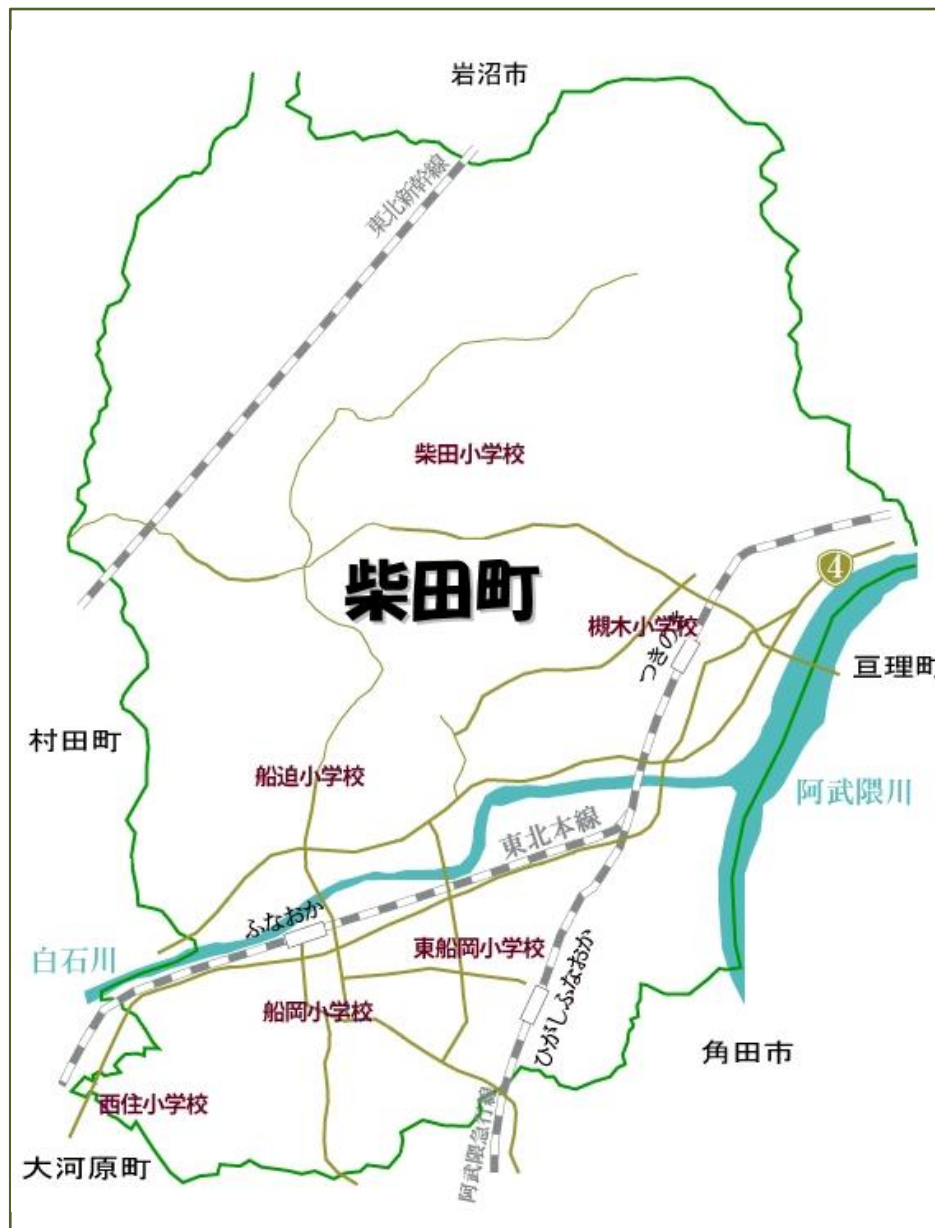 岩沼市
東北新幹線
柴田小学校
4
柴田町
槻木小学校
つきのき
亘理町
村田町
船迫小学校
阿武隈川
東北本線
ふなおか
白石川
東船岡小学校
船岡小学校
ひがしふなおか
角田市
西住小学校
阿武隈急行線
大河原町